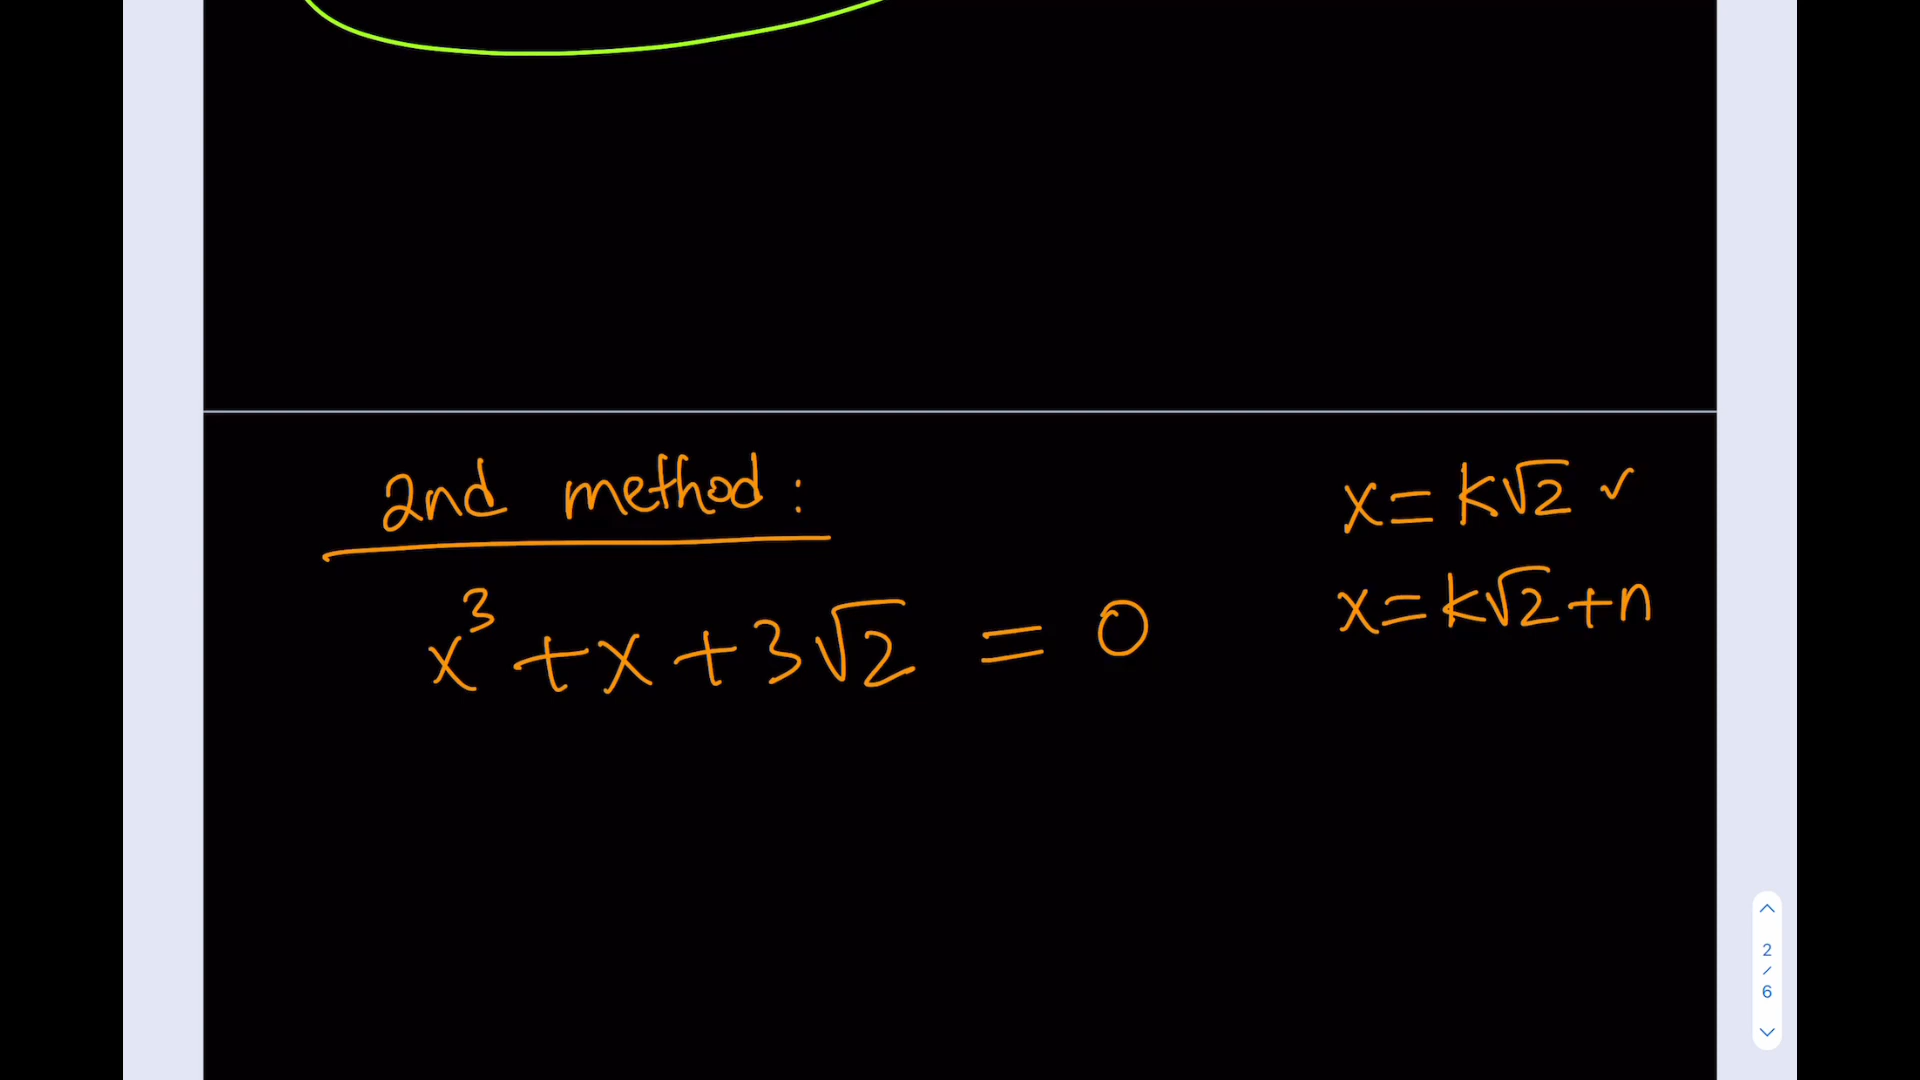 2nd method:
x = k√2 ✓
x = k√2 + n
x³ + x + 3√2 = 0
2
/
6